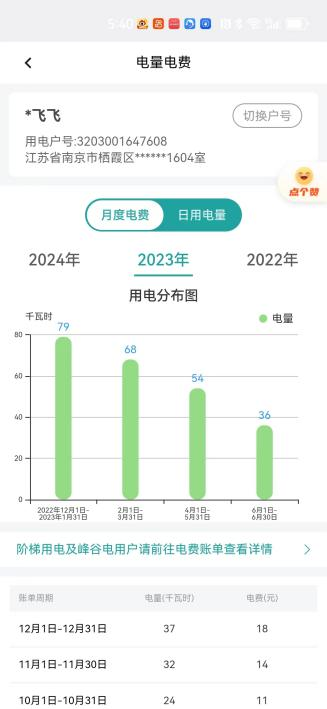 5:40
电量电费
*飞飞
切换户号
用电户号:3203001647608
江苏省南京市栖霞区******1604室
点个赞
月度电费 日用电量
2024年 2023年 2022年
用电分布图
千瓦时
电量
79
80
68
60
54
40
36
20
0
2022年12月1日-
2023年1月31日
2月1日-
3月31日
4月1日-
5月31日
6月1日-
6月30日
阶梯用电及峰谷电用户请前往电费账单查看详情
账单周期 电量(千瓦时) 电费(元)
12月1日-12月31日 37 18
11月1日-11月30日 32 14
10月1日-10月31日 24 11